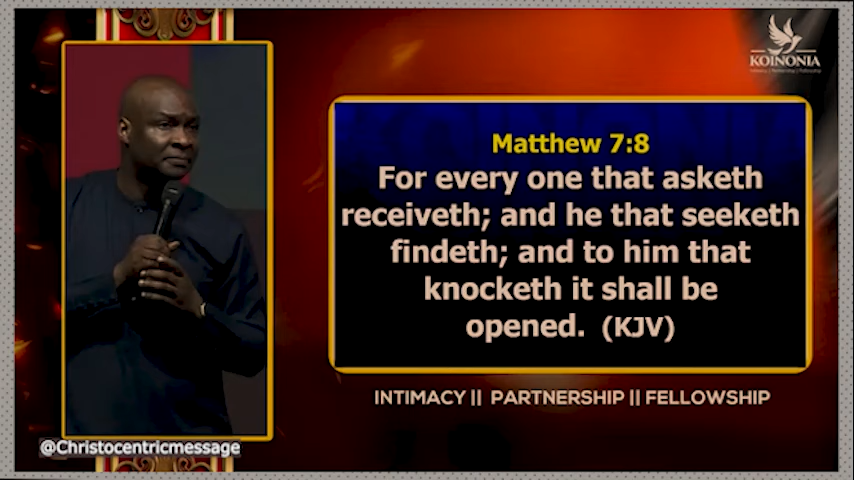 KOINONIA
Matthew 7:8
For every one that asketh
receiveth; and he that seeketh
findeth; and to him that
knocketh it shall be
opened. (KJV)
INTIMACY || PARTNERSHIP || FELLOWSHIP
@Christocentricmessage